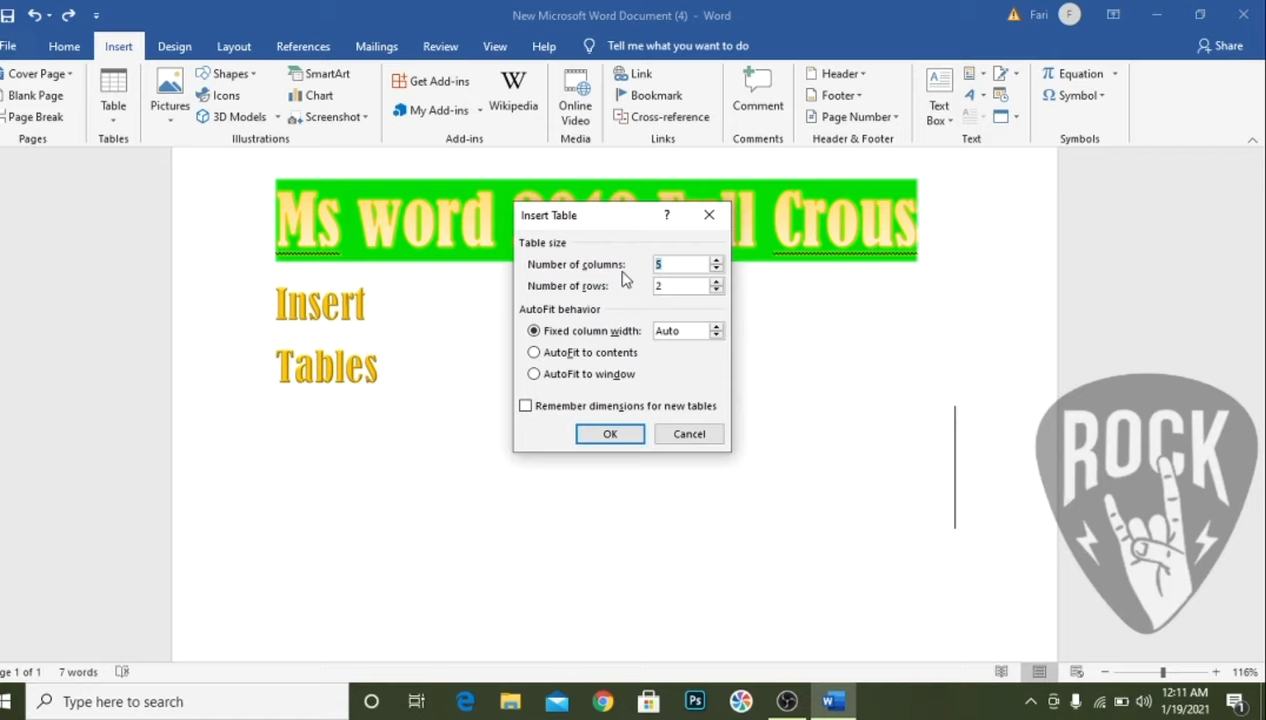 New Microsoft Word Document (4) - Word
Fari
F
File
Home
Insert
Design
Layout
References
Mailings
Review
View
Help
Tell me what you want to do
Share
Cover Page
Blank Page
Page Break
Pages
Table
Tables
Pictures
Shapes
Icons
3D Models
SmartArt
Chart
Screenshot
Illustrations
Get Add-ins
My Add-ins
W
Wikipedia
Add-ins
Online
Video
Media
Link
Bookmark
Cross-reference
Links
Comment
Comments
Header
Footer
Page Number
Header & Footer
Text
Box
Text
Equation
Symbol
Symbols
Ms word
ll Crous
Insert
Tables
Insert Table
?
Table size
Number of columns: 5
Number of rows: 2
AutoFit behavior
Fixed column width: Auto
AutoFit to contents
AutoFit to window
Remember dimensions for new tables
OK
Cancel
ROCK
ge 1 of 1
7 words
116%
Type here to search
Ps
12:11 AM
1/19/2021
1